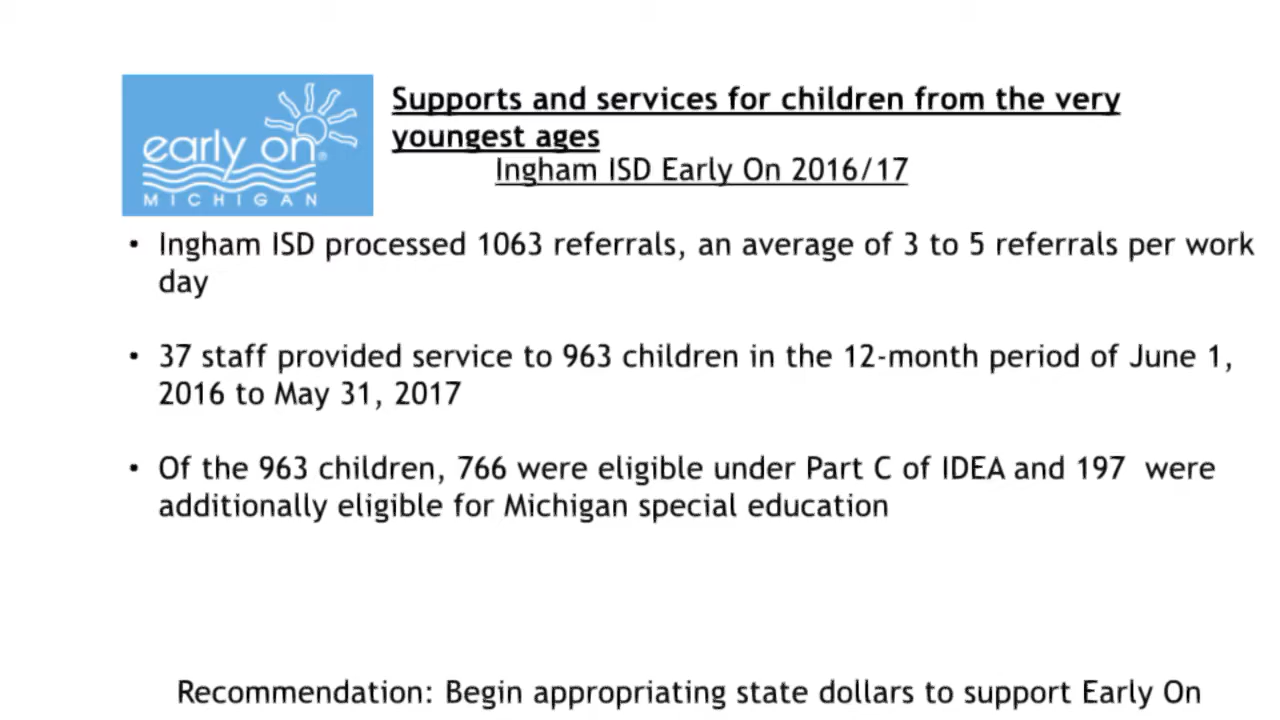 early on®
MICHIGAN
Supports and services for children from the very
youngest ages
Ingham ISD Early On 2016/17
• Ingham ISD processed 1063 referrals, an average of 3 to 5 referrals per work
day
• 37 staff provided service to 963 children in the 12-month period of June 1,
2016 to May 31, 2017
• Of the 963 children, 766 were eligible under Part C of IDEA and 197 were
additionally eligible for Michigan special education
Recommendation: Begin appropriating state dollars to support Early On